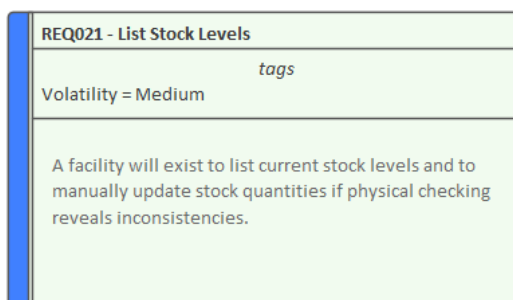 REQ021 - List Stock Levels
tags
Volatility = Medium
A facility will exist to list current stock levels and to
manually update stock quantities if physical checking
reveals inconsistencies.